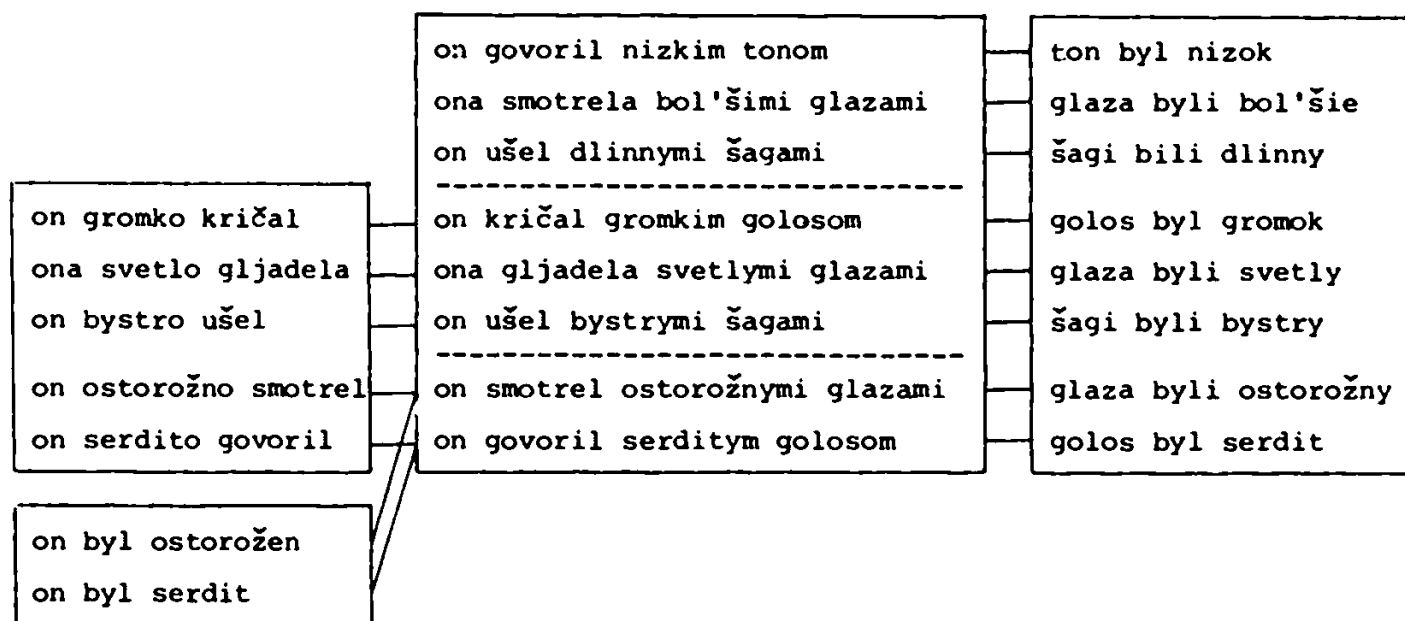 on govoril nizkim tonom
ton byl nizok
ona smotrela bol'šimi glazami
glaza byli bol'šie
on ušel dlinnymi šagami
šagi bili dlinny
on gromko kričal
on kričal gromkim golosom
golos byl gromok
ona svetlo gljadela
ona gljadela svetlymi glazami
glaza byli svetly
on bystro ušel
on ušel bystrymi šagami
šagi byli bystry
on ostorožno smotrel
on smotrel ostorožnymi glazami
glaza byli ostorožny
on serdito govoril
on govoril serditym golosom
golos byl serdit
on byl ostorožen
on byl serdit